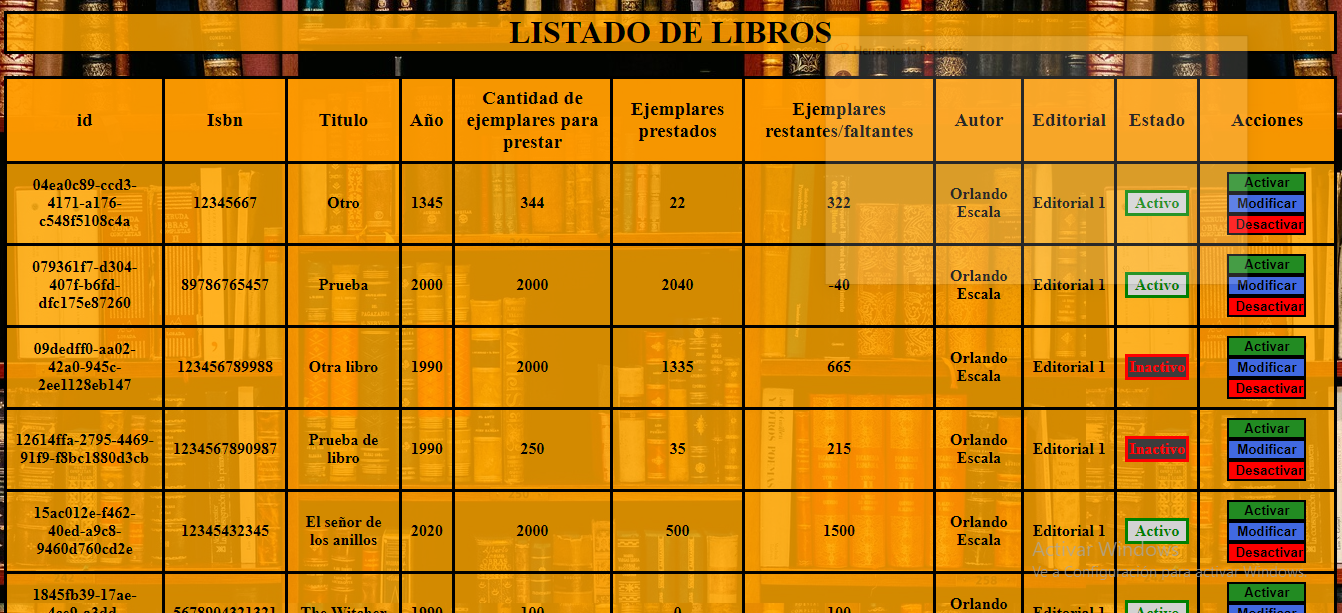 LISTADO DE LIBROS
Herramienta Recortes
id
Isbn
Titulo
Año
Cantidad de
ejemplares para
prestar
Ejemplares
prestados
Ejemplares
restantes/faltantes
Autor
Editorial
Estado
Acciones
04ea0c89-ccd3-
4171-a176-
c548f5108c4a
12345667
Otro
1345
344
22
322
Orlando
Escala
Editorial 1
Activo
Activar
Modificar
Desactivar
079361f7-d304-
407f-b6fd-
dfc175e87260
89786765457
Prueba
2000
2000
2040
-40
Orlando
Escala
Editorial 1
Activo
Activar
Modificar
Desactivar
09dedff0-aa02-
42a0-945c-
2ee1128eb147
123456789988
Otra libro
1990
2000
1335
665
Orlando
Escala
Editorial 1
Inactivo
Activar
Modificar
Desactivar
12614ffa-2795-4469-
91f9-f8bc1880d3cb
1234567890987
Prueba de
libro
1990
250
35
215
Orlando
Escala
Editorial 1
Inactivo
Activar
Modificar
Desactivar
15ac012e-f462-
40ed-a9c8-
9460d760cd2e
12345432345
El señor de
los anillos
2020
2000
500
1500
Orlando
Escala
Editorial 1
Activo
Activar
Modificar
Desactivar
Activar Windows
Ve a Configuración para activar Windows.
1845fb39-17ae-
5678904321321
The Witcher
1990
100
0
100
Orlando
Editorial 1
Activo
Activar
Modificar